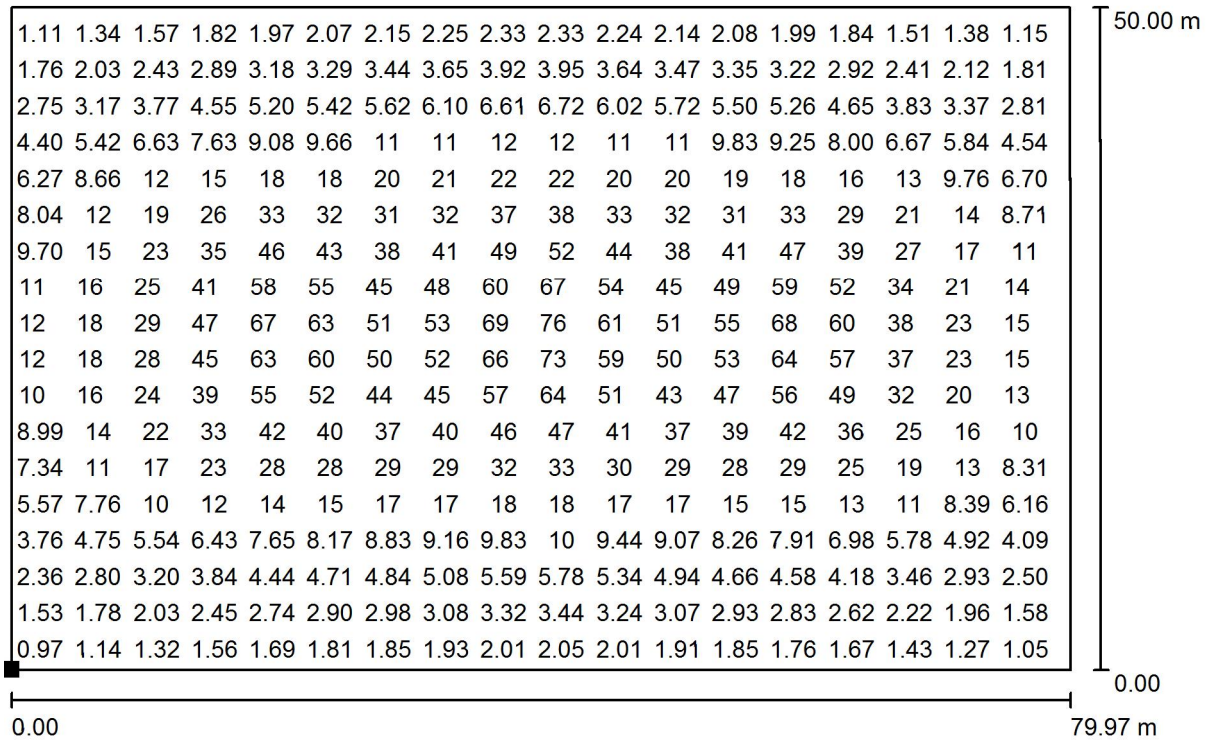 1.11 1.34 1.57 1.82 1.97 2.07 2.15 2.25 2.33 2.33 2.24 2.14 2.08 1.99 1.84 1.51 1.38 1.15
50.00 m
1.76 2.03 2.43 2.89 3.18 3.29 3.44 3.65 3.92 3.95 3.64 3.47 3.35 3.22 2.92 2.41 2.12 1.81
2.75 3.17 3.77 4.55 5.20 5.42 5.62 6.10 6.61 6.72 6.02 5.72 5.50 5.26 4.65 3.83 3.37 2.81
4.40 5.42 6.63 7.63 9.08 9.66 11 11 12 12 11 11 9.83 9.25 8.00 6.67 5.84 4.54
6.27 8.66 12 15 18 18 20 21 22 22 20 20 19 18 16 13 9.76 6.70
8.04 12 19 26 33 32 31 32 37 38 33 32 31 33 29 21 14 8.71
9.70 15 23 35 46 43 38 41 49 52 44 38 41 47 39 27 17 11
11 16 25 41 58 55 45 48 60 67 54 45 49 59 52 34 21 14
12 18 29 47 67 63 51 53 69 76 61 51 55 68 60 38 23 15
12 18 28 45 63 60 50 52 66 73 59 50 53 64 57 37 23 15
10 16 24 39 55 52 44 45 57 64 51 43 47 56 49 32 20 13
8.99 14 22 33 42 40 37 40 46 47 41 37 39 42 36 25 16 10
7.34 11 17 23 28 28 29 29 32 33 30 29 28 29 25 19 13 8.31
5.57 7.76 10 12 14 15 17 17 18 18 17 17 15 15 13 11 8.39 6.16
3.76 4.75 5.54 6.43 7.65 8.17 8.83 9.16 9.83 10 9.44 9.07 8.26 7.91 6.98 5.78 4.92 4.09
2.36 2.80 3.20 3.84 4.44 4.71 4.84 5.08 5.59 5.78 5.34 4.94 4.66 4.58 4.18 3.46 2.93 2.50
1.53 1.78 2.03 2.45 2.74 2.90 2.98 3.08 3.32 3.44 3.24 3.07 2.93 2.83 2.62 2.22 1.96 1.58
0.97 1.14 1.32 1.56 1.69 1.81 1.85 1.93 2.01 2.05 2.01 1.91 1.85 1.76 1.67 1.43 1.27 1.05
0.00
0.00
79.97 m